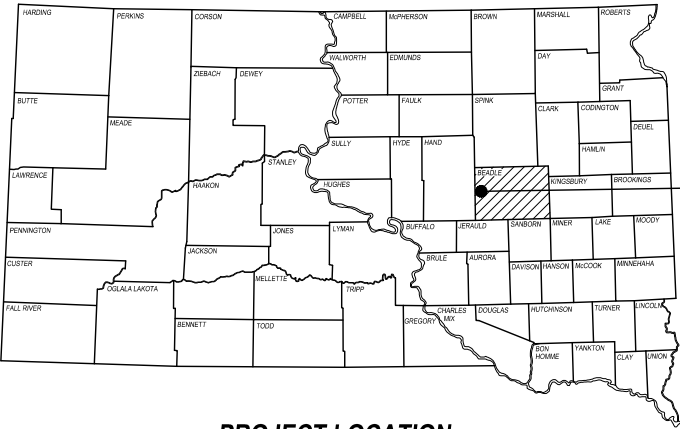 HARDING
PERKINS
CORSON
CAMPBELL
McPHERSON
BROWN
MARSHALL
ROBERTS
WALWORTH
EDMUNDS
DAY
ZIEBACH
DEWEY
GRANT
BUTTE
POTTER
FAULK
SPINK
CLARK
CODINGTON
MEADE
DEUEL
SULLY
HYDE
HAND
HAMLIN
STANLEY
LAWRENCE
HAAKON
HUGHES
BEADLE
KINGSBURY
BROOKINGS
PENNINGTON
JONES
LYMAN
BUFFALO
JERAULD
SANBORN
MINER
LAKE
MOODY
JACKSON
BRULE
AURORA
CUSTER
DAVISON
HANSON
McCOOK
MINNEHAHA
OGLALA LAKOTA
MELLETTE
TRIPP
FALL RIVER
GREGORY
CHARLES
MIX
DOUGLAS
HUTCHINSON
TURNER
LINCOLN
BENNETT
TODD
BON
HOMME
YANKTON
CLAY
UNION
PROJECT LOCATION